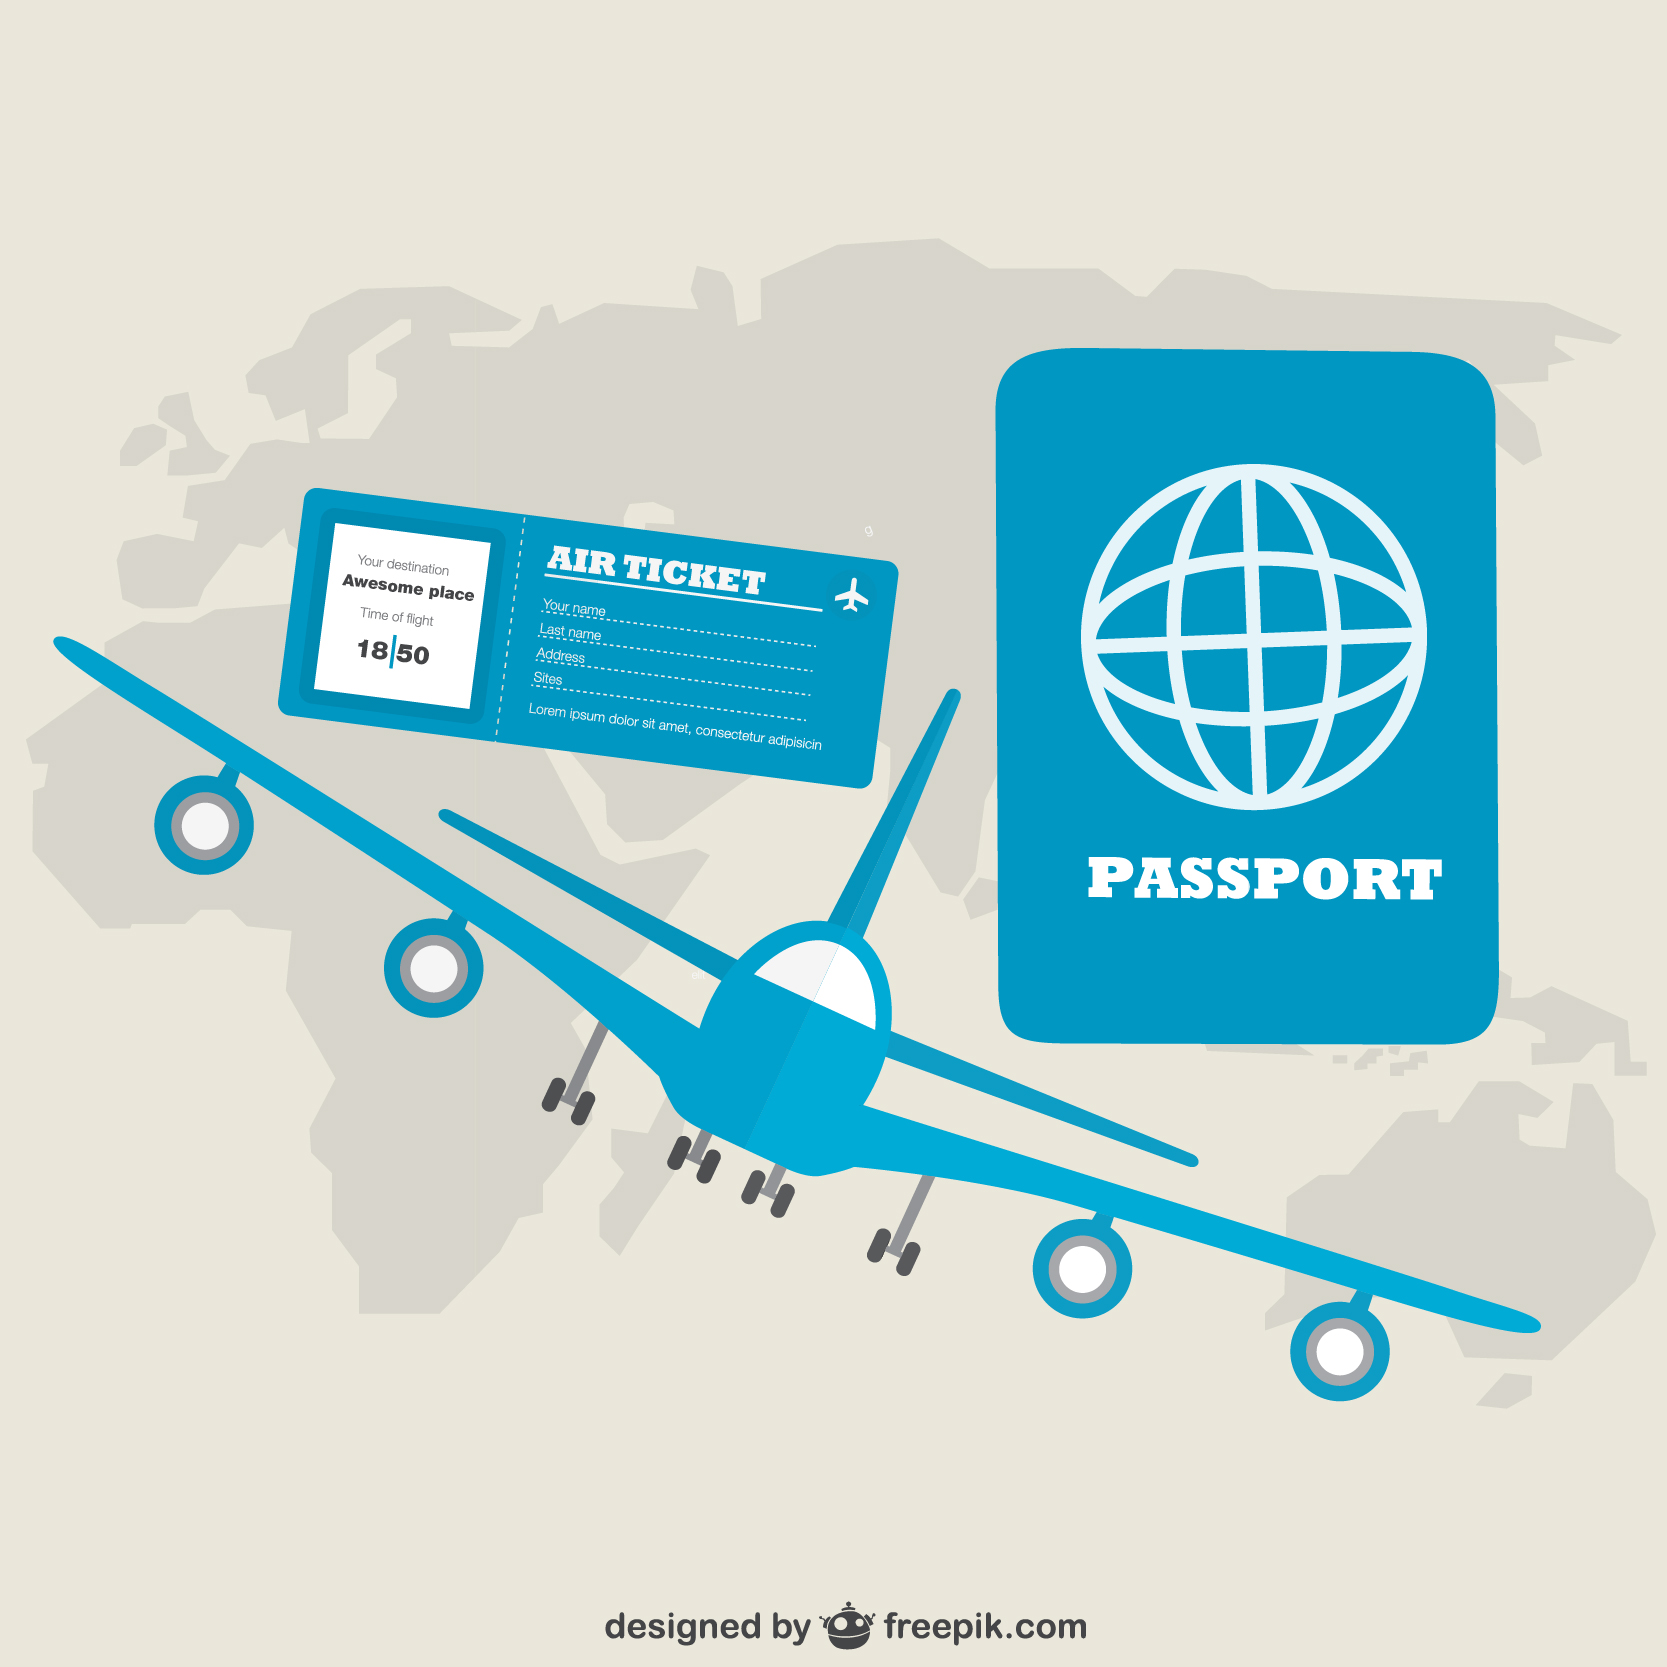 Your destination
Awesome place
Time of flight
18|50
AIR TICKET
Your name
Last name
Address
Sites
Lorem ipsum dolor sit amet, consectetur adipisicin
g
PASSPORT
designed by freepik.com